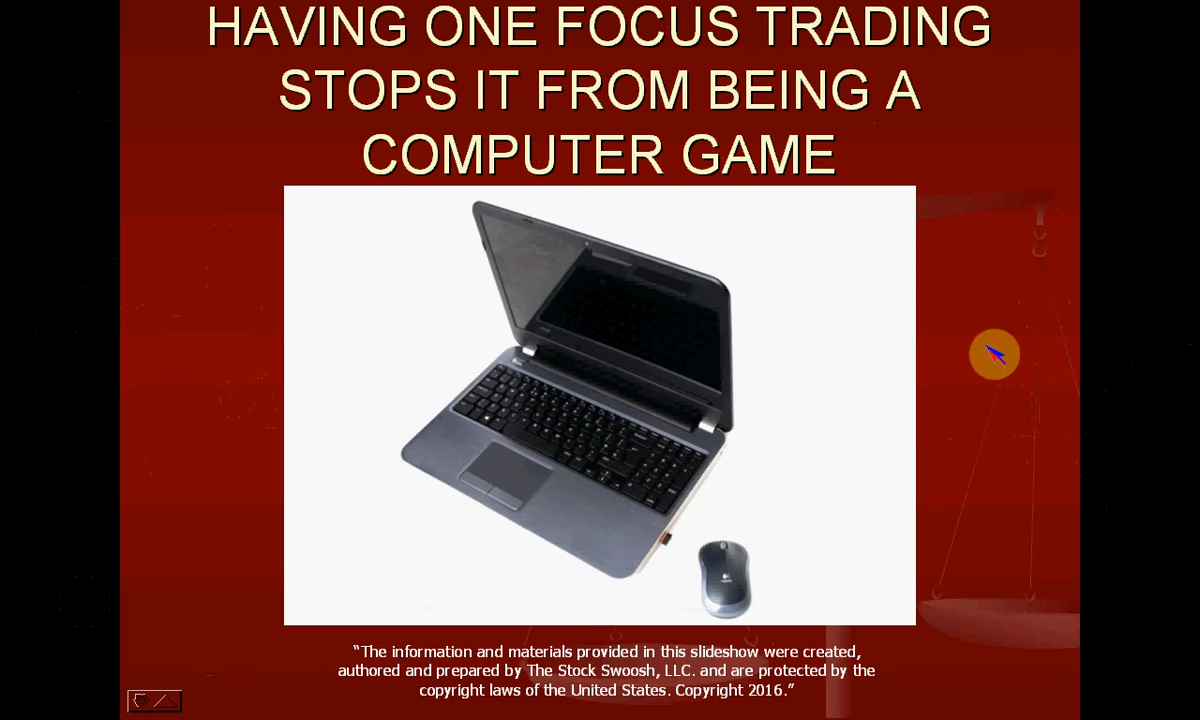 HAVING ONE FOCUS TRADING
STOPS IT FROM BEING A
COMPUTER GAME
“The information and materials provided in this slideshow were created,
authored and prepared by The Stock Swoosh, LLC. and are protected by the
copyright laws of the United States. Copyright 2016.”